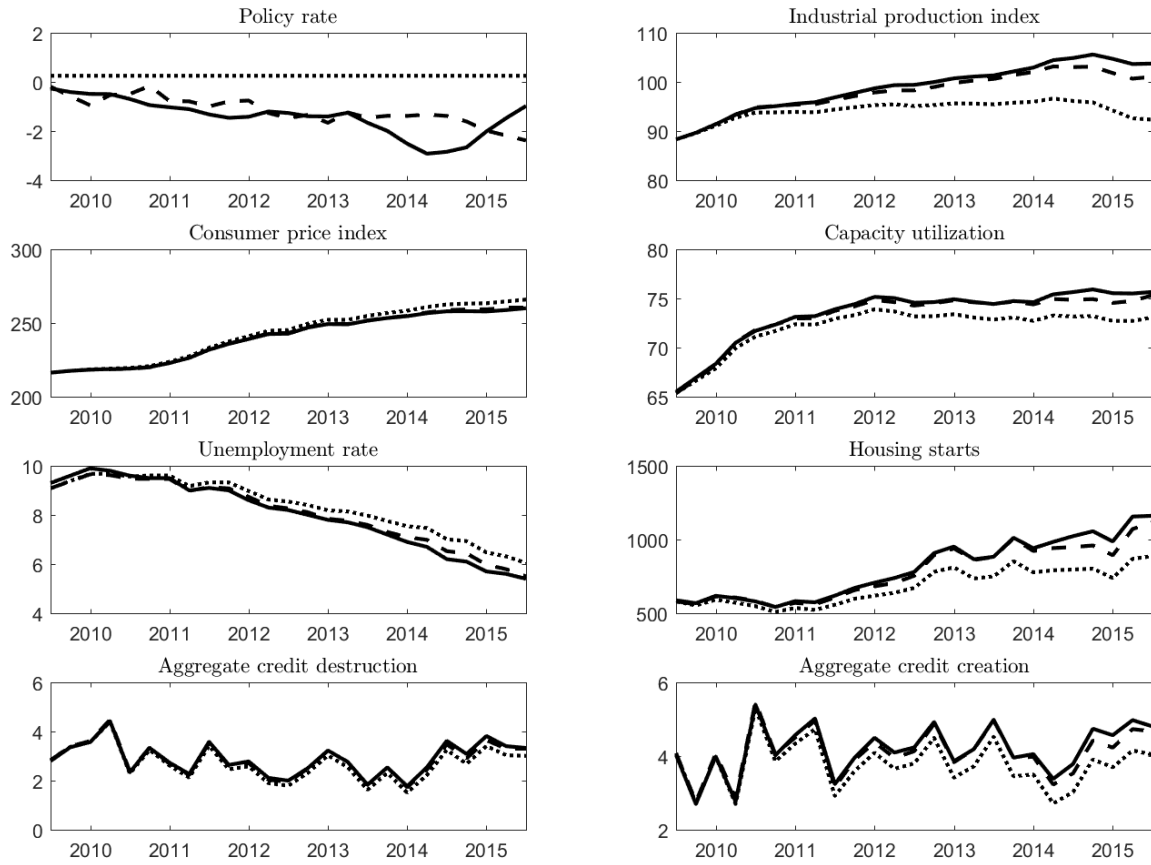 Policy rate
2
0
-2
-4
2010 2011 2012 2013 2014 2015
Industrial production index
110
100
90
80
2010 2011 2012 2013 2014 2015
Consumer price index
300
250
200
2010 2011 2012 2013 2014 2015
Capacity utilization
80
75
70
65
2010 2011 2012 2013 2014 2015
Unemployment rate
10
8
6
4
2010 2011 2012 2013 2014 2015
Housing starts
1500
1000
500
2010 2011 2012 2013 2014 2015
Aggregate credit destruction
6
4
2
0
2010 2011 2012 2013 2014 2015
Aggregate credit creation
6
4
2
2010 2011 2012 2013 2014 2015